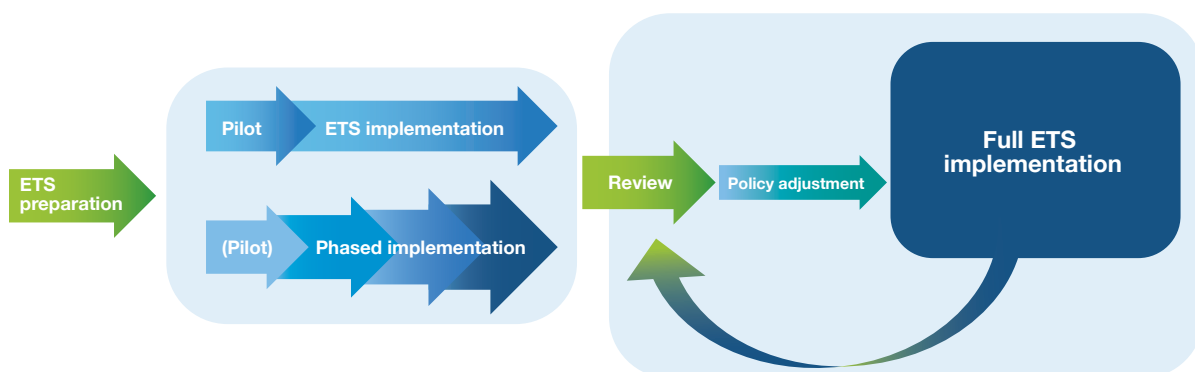 ETS
preparation
Pilot
ETS implementation
(Pilot)
Phased implementation
Review
Policy adjustment
Full ETS
implementation